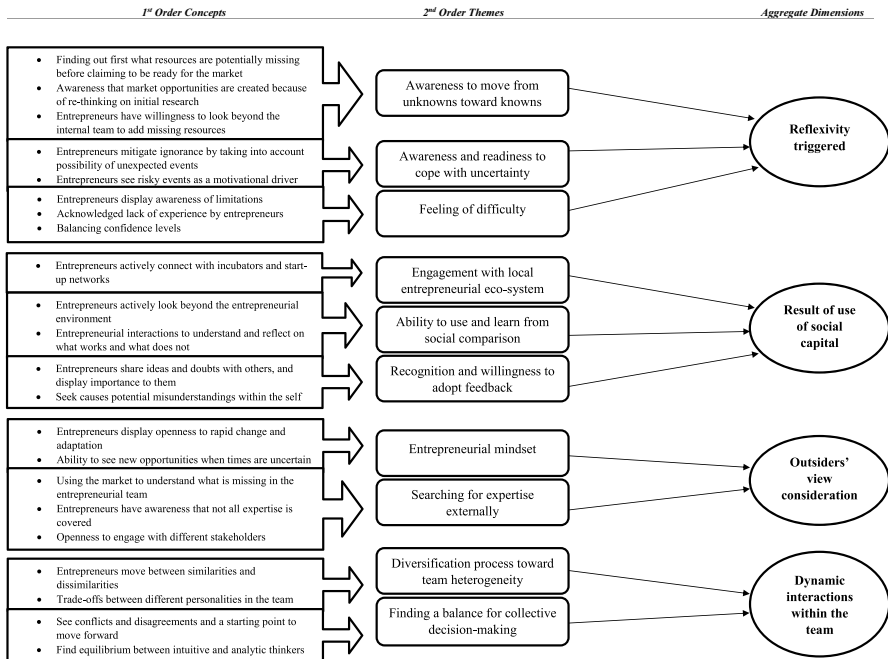 1st Order Concepts
2nd Order Themes
Aggregate Dimensions
Finding out first what resources are potentially missing
before claiming to be ready for the market
Awareness that market opportunities are created because
of re-thinking on initial research
Entrepreneurs have willingness to look beyond the
internal team to add missing resources
Entrepreneurs mitigate ignorance by taking into account
possibility of unexpected events
Entrepreneurs see risky events as a motivational driver
Entrepreneurs display awareness of limitations
Acknowledged lack of experience by entrepreneurs
Balancing confidence levels
Awareness to move from
unknowns toward knowns
Awareness and readiness to
cope with uncertainty
Feeling of difficulty
Reflexivity
triggered
Entrepreneurs actively connect with incubators and start-
up networks
Entrepreneurs actively look beyond the entrepreneurial
environment
Entrepreneurial interactions to understand and reflect on
what works and what does not
Entrepreneurs share ideas and doubts with others, and
display importance to them
Seek causes potential misunderstandings within the self
Engagement with local
entrepreneurial eco-system
Ability to use and learn from
social comparison
Recognition and willingness to
adopt feedback
Result of use
of social
capital
Entrepreneurs display openness to rapid change and
adaptation
Ability to see new opportunities when times are uncertain
Using the market to understand what is missing in the
entrepreneurial team
Entrepreneurs have awareness that not all expertise is
covered
Openness to engage with different stakeholders
Entrepreneurial mindset
Searching for expertise
externally
Outsiders'
view
consideration
Entrepreneurs move between similarities and
dissimilarities
Trade-offs between different personalities in the team
See conflicts and disagreements and a starting point to
move forward
Find equilibrium between intuitive and analytic thinkers
Diversification process toward
team heterogeneity
Finding a balance for collective
decision-making
Dynamic
interactions
within the
team